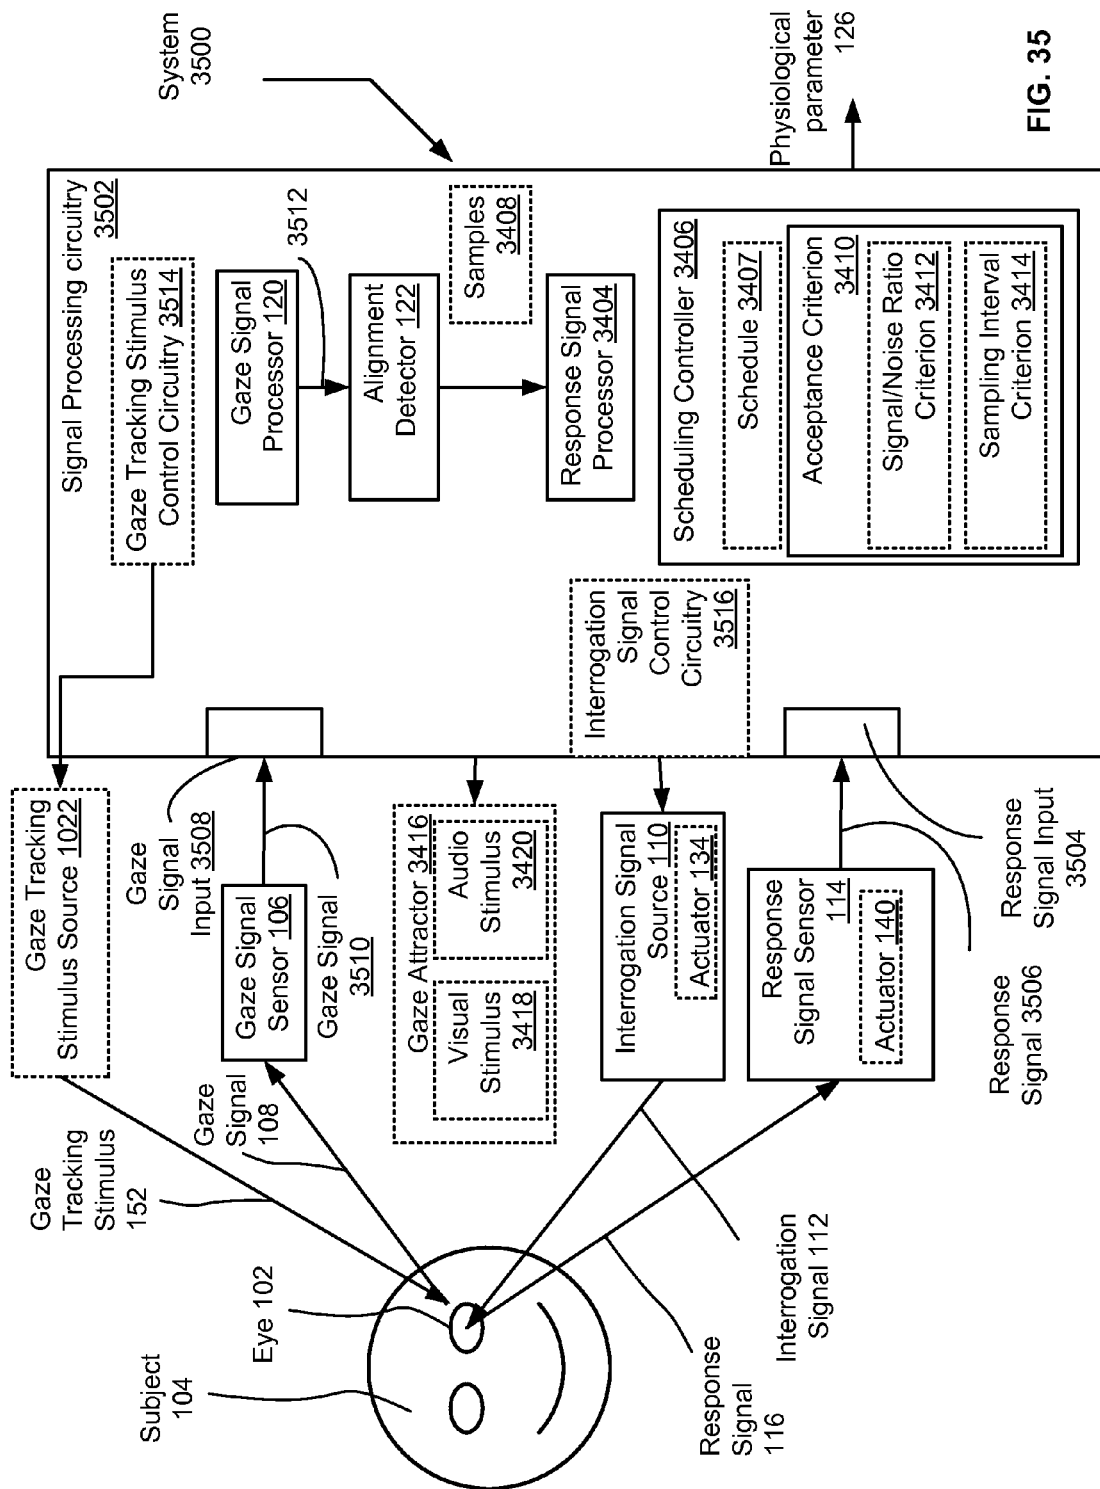 System
3500
Signal Processing circuitry
3502
Gaze Tracking Stimulus
Control Circuitry 3514
Gaze Signal
Processor 120
3512
Alignment
Detector 122
Samples
3408
Response Signal
Processor 3404
Scheduling Controller 3406
Schedule 3407
Acceptance Criterion
3410
Signal/Noise Ratio
Criterion 3412
Sampling Interval
Criterion 3414
Physiological
parameter
126
Interrogation
Signal
Control
Circuitry
3516
Gaze Tracking
Stimulus Source 1022
Gaze
Signal
Input 3508
Gaze Signal
Sensor 106
Gaze Signal
3510
Gaze Attractor 3416
Visual
Stimulus
3418
Audio
Stimulus
3420
Interrogation Signal
Source 110
Actuator 134
Response
Signal Sensor
114
Actuator 140
Response
Signal Input
3504
Response
Signal 3506
Gaze
Tracking
Stimulus
152
Gaze
Signal
108
Eye 102
Subject
104
Interrogation
Signal 112
Response
Signal
116
FIG. 35